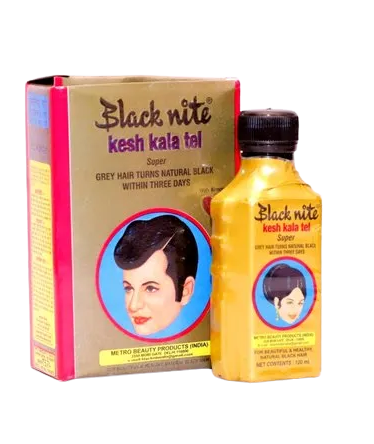 Black nite®
kesh kala tel
Super
GREY HAIR TURNS NATURAL BLACK
WITHIN THREE DAYS
METRO BEAUTY PRODUCTS (INDIA)
Black nite
kesh kala tel
Super
GREY HAIR TURNS NATURAL BLACK
WITHIN THREE DAYS
METRO BEAUTY PRODUCTS (INDIA)
FOR BEAUTIFUL & HEALTHY
NATURAL BLACK HAIR
NET CONTENTS : 100 ml.